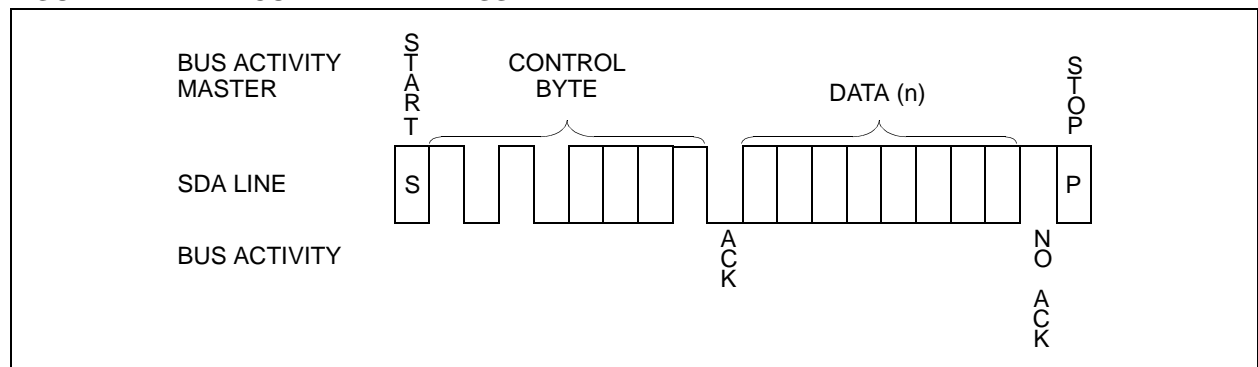 BUS ACTIVITY
MASTER
START
CONTROL
BYTE
DATA (n)
STOP
SDA LINE
S
P
BUS ACTIVITY
ACK
NO ACK